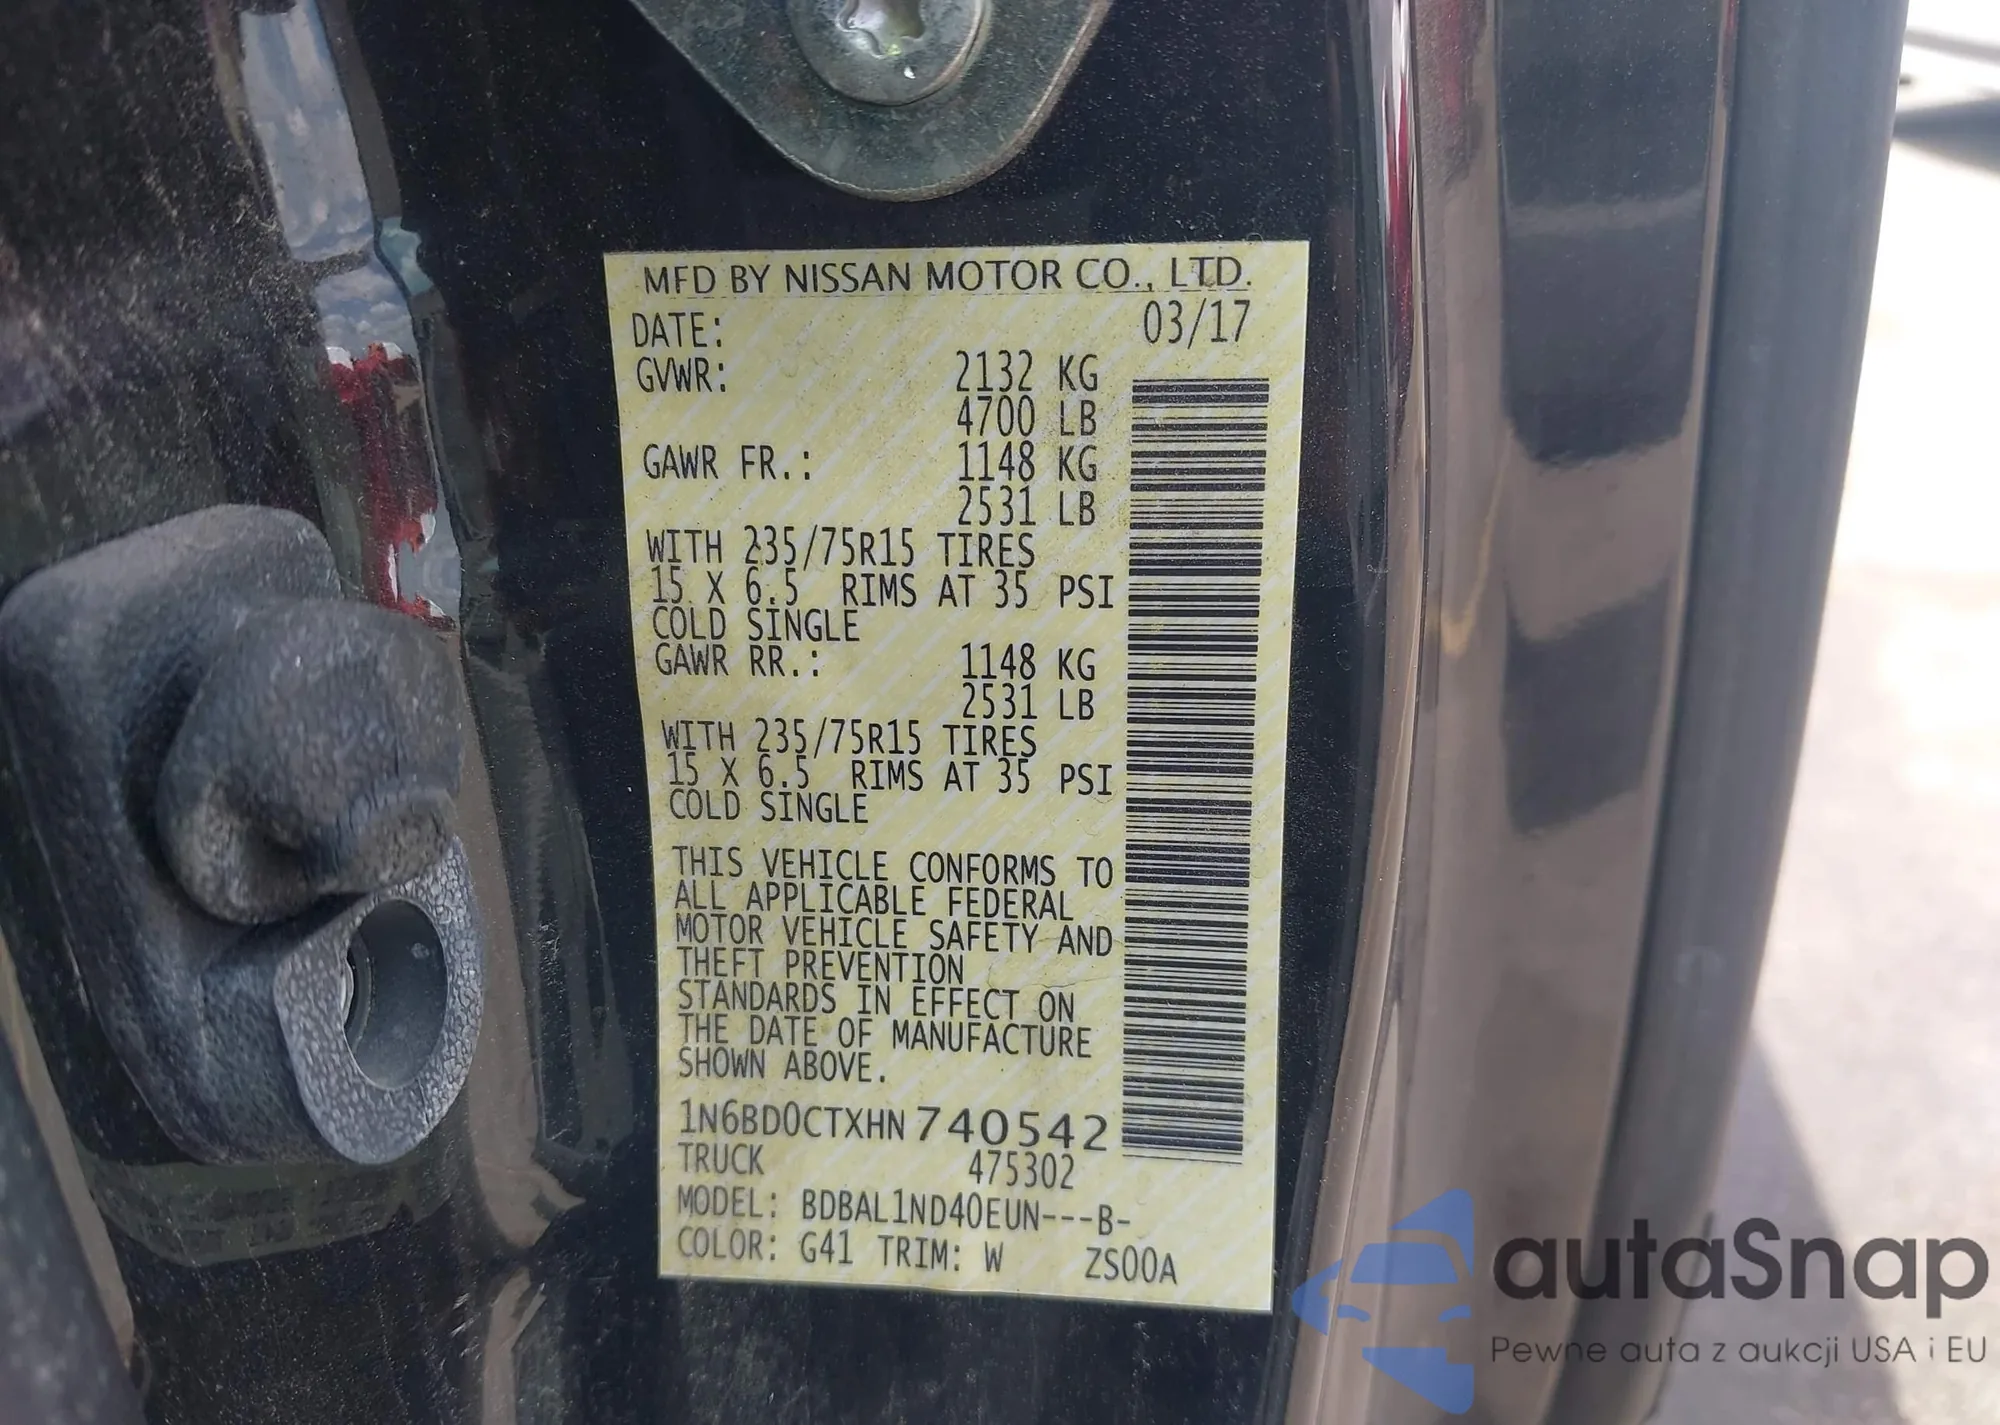 MFD BY NISSAN MOTOR CO., LTD.
DATE: 03/17
GVWR: 2132 KG
4700 LB
GAWR FR.: 1148 KG
2531 LB
WITH 235/75R15 TIRES
15 X 6.5 RIMS AT 35 PSI
COLD SINGLE
GAWR RR.: 1148 KG
2531 LB
WITH 235/75R15 TIRES
15 X 6.5 RIMS AT 35 PSI
COLD SINGLE
THIS VEHICLE CONFORMS TO
ALL APPLICABLE FEDERAL
MOTOR VEHICLE SAFETY AND
THEFT PREVENTION
STANDARDS IN EFFECT ON
THE DATE OF MANUFACTURE
SHOWN ABOVE.
1N6BD0CTXHN740542
TRUCK 475302
MODEL: BDBAL1ND40EUN---B-
COLOR: G41 TRIM: W ZS00A
autaSnap
Pewne auta z aukcji USA i EU